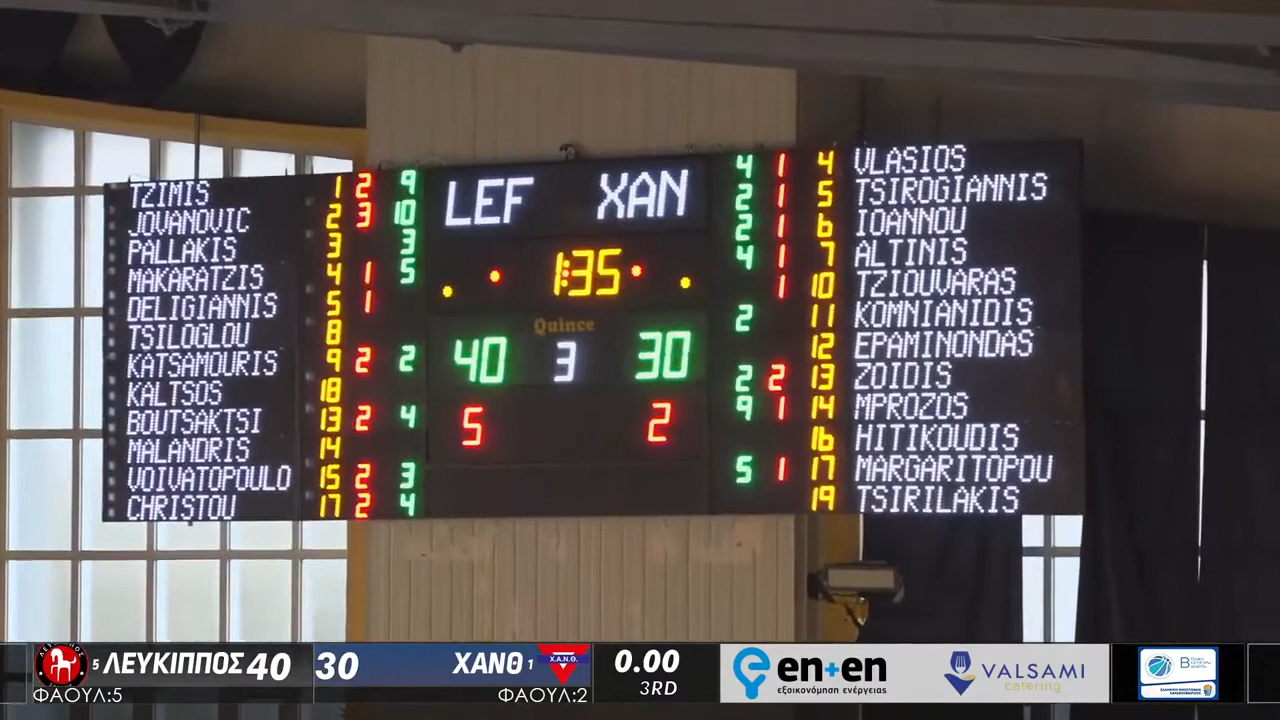 LEF 1:35 XAN
Quince
40 3 30
5 2
TZIMIS 1 2 9
JOVANOVIC 2 3 10
PALLAKIS 3 3
MAKARATZIS 4 1 5
DELIGIANNIS 5 1
TSILOGLOU 8
KATSAMOURIS 9 2 2
KALTSOS 18
BOUTSAKTSI 13 2 4
MALANDRIS 14
VOIVATOPOULO 15 2 3
CHRISTOU 17 2 4
4 1 4 VLASIOS
2 1 5 TSIROGIANNIS
2 1 6 IOANNOU
4 1 7 ALTINIS
1 10 TZIOUVARAS
2 11 KOMNIANIDIS
12 EPAMINONDAS
2 2 13 ZOIDIS
9 1 14 MPROZOS
16 HITIKOUDIS
5 1 17 MARGARITOPOU
19 TSIRILAKIS
5 ΛΕΥΚΙΠΠΟΣ 40 30 ΧΑΝΘ 1 Χ.Α.Ν.Θ. 0.00
ΦΑΟΥΛ:5 ΦΑΟΥΛ:2 3RD
en+en
εξοικονόμηση ενέργειας
VALSAMI
catering